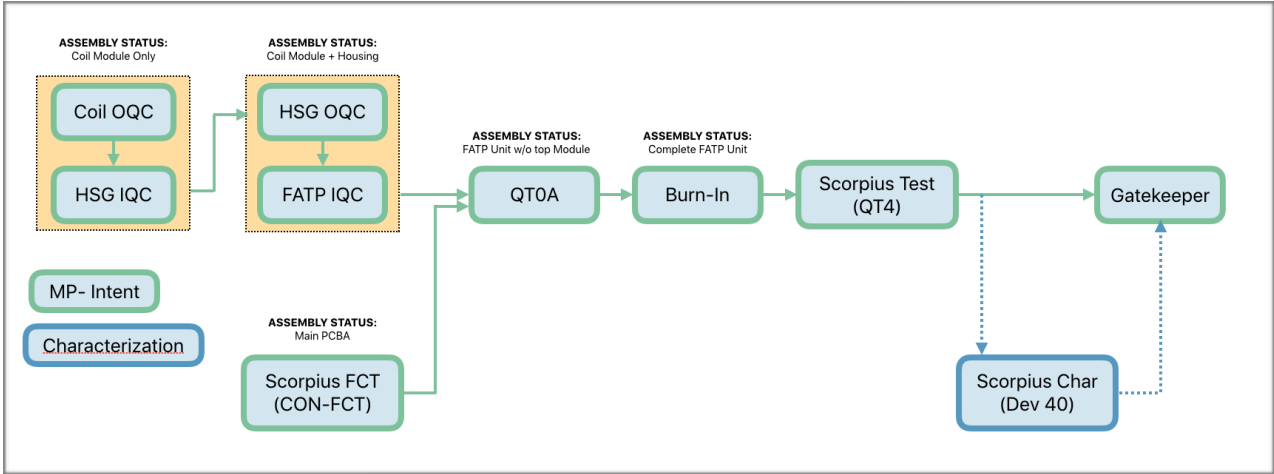 ASSEMBLY STATUS:
Coil Module Only
Coil OQC
HSG IQC
ASSEMBLY STATUS:
Coil Module + Housing
HSG OQC
FATP IQC
ASSEMBLY STATUS:
FATP Unit w/o top Module
QT0A
ASSEMBLY STATUS:
Complete FATP Unit
Burn-In
Scorpius Test
(QT4)
Gatekeeper
MP- Intent
Characterization
ASSEMBLY STATUS:
Main PCBA
Scorpius FCT
(CON-FCT)
Scorpius Char
(Dev 40)